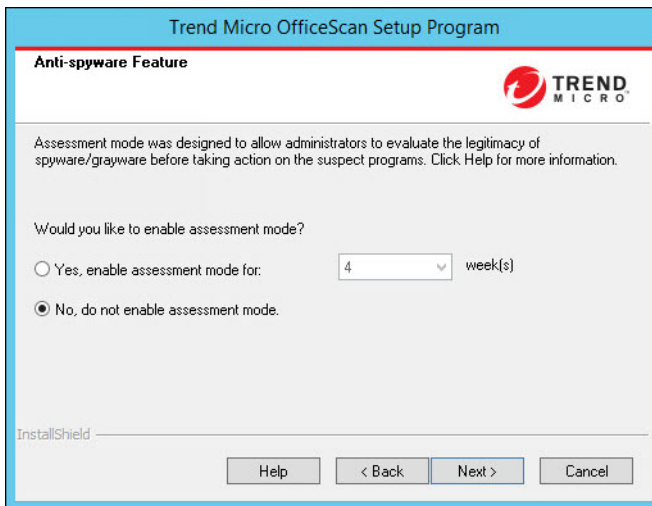 Trend Micro OfficeScan Setup Program
Anti-spyware Feature
TREND
MICRO
Assessment mode was designed to allow administrators to evaluate the legitimacy of
spyware/grayware before taking action on the suspect programs. Click Help for more information.
Would you like to enable assessment mode?
Yes, enable assessment mode for: 4 week(s)
No, do not enable assessment mode.
InstallShield
Help < Back Next > Cancel